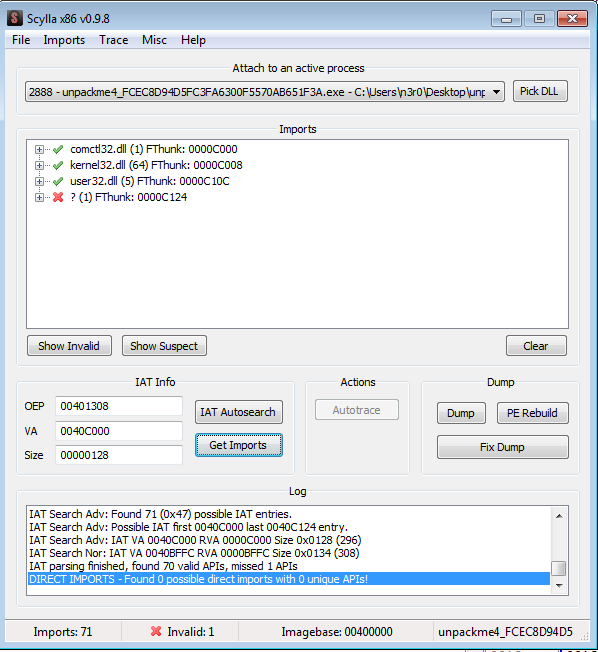 Scylla x86 v0.9.8
File Imports Trace Misc Help
Attach to an active process
2888 - unpackme4_FCEC8D94D5FC3FA6300F5570AB651F3A.exe - C:\Users\n3r0\Desktop\unp
Pick DLL
Imports
comctl32.dll (1) FThunk: 0000C000
kernel32.dll (64) FThunk: 0000C008
user32.dll (5) FThunk: 0000C10C
? (1) FThunk: 0000C124
Show Invalid Show Suspect Clear
IAT Info
OEP 00401308
VA 0040C000
Size 00000128
IAT Autosearch
Get Imports
Actions
Autotrace
Dump
Dump PE Rebuild
Fix Dump
Log
IAT Search Adv: Found 71 (0x47) possible IAT entries.
IAT Search Adv: Possible IAT first 0040C000 last 0040C124 entry.
IAT Search Adv: IAT VA 0040C000 RVA 0000C000 Size 0x0128 (296)
IAT Search Nor: IAT VA 0040BFFC RVA 0000BFFC Size 0x0134 (308)
IAT parsing finished, found 70 valid APIs, missed 1 APIs
DIRECT IMPORTS - Found 0 possible direct imports with 0 unique APIs!
Imports: 71 Invalid: 1 Imagebase: 00400000 unpackme4_FCEC8D94D5